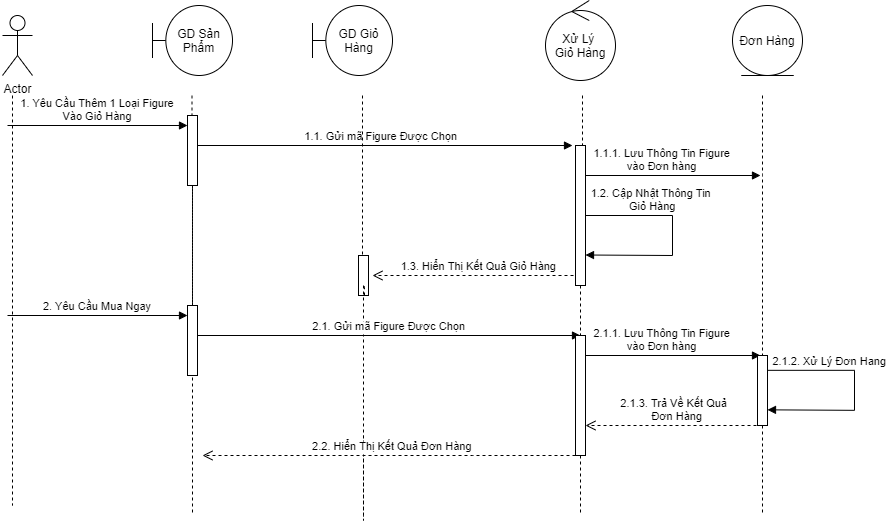 GD Sản
Phẩm
GD Giỏ
Hàng
Xử Lý
Giỏ Hàng
Đơn Hàng
Actor
1. Yêu Cầu Thêm 1 Loại Figure
Vào Giỏ Hàng
1.1. Gửi mã Figure Được Chọn
1.1.1. Lưu Thông Tin Figure
vào Đơn hàng
1.2. Cập Nhật Thông Tin
Giỏ Hàng
1.3. Hiển Thị Kết Quả Giỏ Hàng
2. Yêu Cầu Mua Ngay
2.1. Gửi mã Figure Được Chọn
2.1.1. Lưu Thông Tin Figure
vào Đơn hàng
2.1.2. Xử Lý Đơn Hang
2.1.3. Trả Về Kết Quả
Đơn Hàng
2.2. Hiển Thị Kết Quả Đơn Hàng